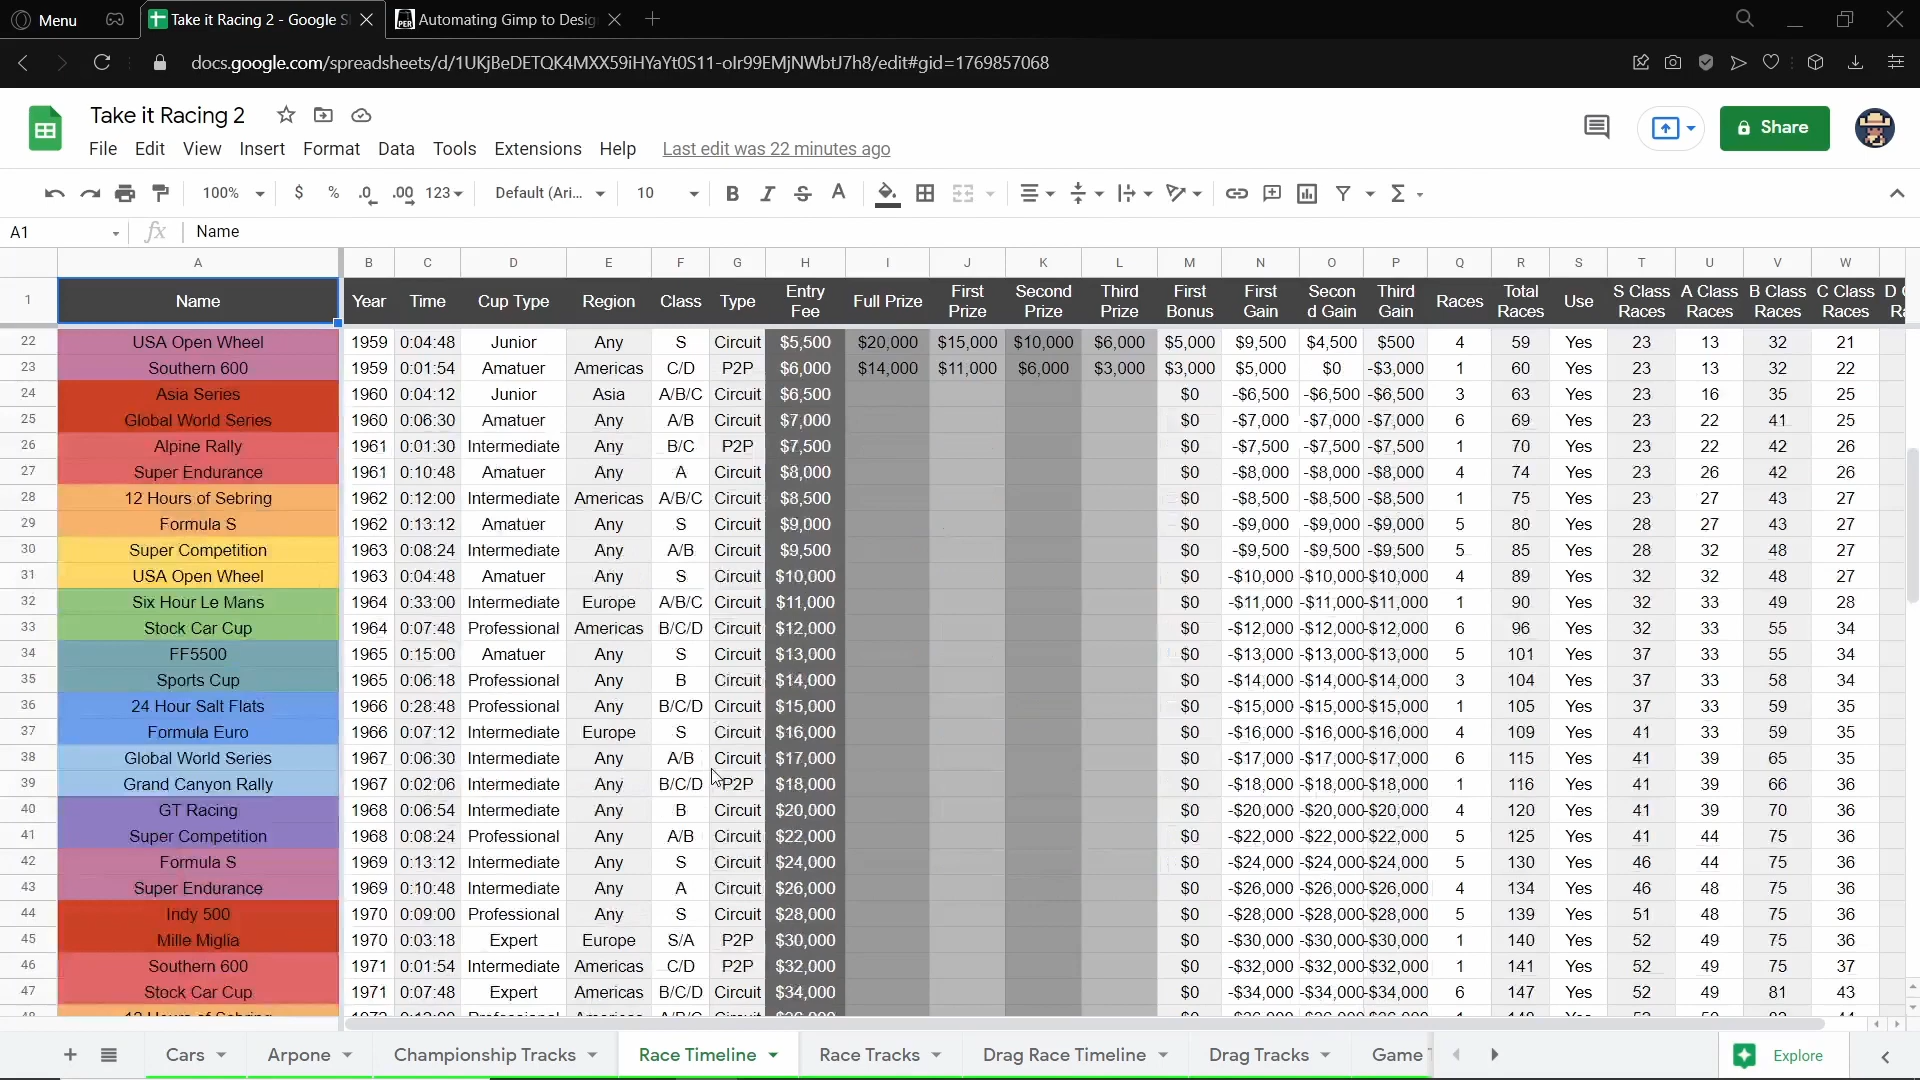 Menu
Take it Racing 2 - Google S
Automating Gimp to Desig
docs.google.com/spreadsheets/d/1UKjBeDETQK4MXX59iHYaYt0S11-oIr99EMjNWbtJ7h8/edit#gid=1769857068
Take it Racing 2
Share
File Edit View Insert Format Data Tools Extensions Help Last edit was 22 minutes ago
100% $ % .0 .00 123 Default (Ari... 10 B I S A
A1 fx Name
A B C D E F G H I J K L M N O P Q R S T U V W
1 Name Year Time Cup Type Region Class Type Entry Fee Full Prize First Prize Second Prize Third Prize First Bonus First Gain Secon d Gain Third Gain Races Total Races Use S Class Races A Class Races B Class Races C Class Races
22 USA Open Wheel 1959 0:04:48 Junior Any S Circuit $5,500 $20,000 $15,000 $10,000 $6,000 $5,000 $9,500 $4,500 $500 4 59 Yes 23 13 32 21
23 Southern 600 1959 0:01:54 Amatuer Americas C/D P2P $6,000 $14,000 $11,000 $6,000 $3,000 $3,000 $5,000 $0 -$3,000 1 60 Yes 23 13 32 22
24 Asia Series 1960 0:04:12 Junior Asia A/B/C Circuit $6,500 $0 -$6,500 -$6,500 -$6,500 3 63 Yes 23 16 35 25
25 Global World Series 1960 0:06:30 Amatuer Any A/B Circuit $7,000 $0 -$7,000 -$7,000 -$7,000 6 69 Yes 23 22 41 25
26 Alpine Rally 1961 0:01:30 Intermediate Any B/C P2P $7,500 $0 -$7,500 -$7,500 -$7,500 1 70 Yes 23 22 42 26
27 Super Endurance 1961 0:10:48 Amatuer Any A Circuit $8,000 $0 -$8,000 -$8,000 -$8,000 4 74 Yes 23 26 42 26
28 12 Hours of Sebring 1962 0:12:00 Intermediate Americas A/B/C Circuit $8,500 $0 -$8,500 -$8,500 -$8,500 1 75 Yes 23 27 43 27
29 Formula S 1962 0:13:12 Amatuer Any S Circuit $9,000 $0 -$9,000 -$9,000 -$9,000 5 80 Yes 28 27 43 27
30 Super Competition 1963 0:08:24 Intermediate Any A/B Circuit $9,500 $0 -$9,500 -$9,500 -$9,500 5 85 Yes 28 32 48 27
31 USA Open Wheel 1963 0:04:48 Amatuer Any S Circuit $10,000 $0 -$10,000 -$10,000 -$10,000 4 89 Yes 32 32 48 27
32 Six Hour Le Mans 1964 0:33:00 Intermediate Europe A/B/C Circuit $11,000 $0 -$11,000 -$11,000 -$11,000 1 90 Yes 32 33 49 28
33 Stock Car Cup 1964 0:07:48 Professional Americas B/C/D Circuit $12,000 $0 -$12,000 -$12,000 -$12,000 6 96 Yes 32 33 55 34
34 FF5500 1965 0:15:00 Amatuer Any S Circuit $13,000 $0 -$13,000 -$13,000 -$13,000 5 101 Yes 37 33 55 34
35 Sports Cup 1965 0:06:18 Professional Any B Circuit $14,000 $0 -$14,000 -$14,000 -$14,000 3 104 Yes 37 33 58 34
36 24 Hour Salt Flats 1966 0:28:48 Professional Any B/C/D Circuit $15,000 $0 -$15,000 -$15,000 -$15,000 1 105 Yes 37 33 59 35
37 Formula Euro 1966 0:07:12 Intermediate Europe S Circuit $16,000 $0 -$16,000 -$16,000 -$16,000 4 109 Yes 41 33 59 35
38 Global World Series 1967 0:06:30 Intermediate Any A/B Circuit $17,000 $0 -$17,000 -$17,000 -$17,000 6 115 Yes 41 39 65 35
39 Grand Canyon Rally 1967 0:02:06 Intermediate Any B/C/D P2P $18,000 $0 -$18,000 -$18,000 -$18,000 1 116 Yes 41 39 66 36
40 GT Racing 1968 0:06:54 Intermediate Any B Circuit $20,000 $0 -$20,000 -$20,000 -$20,000 4 120 Yes 41 39 70 36
41 Super Competition 1968 0:08:24 Professional Any A/B Circuit $22,000 $0 -$22,000 -$22,000 -$22,000 5 125 Yes 41 44 75 36
42 Formula S 1969 0:13:12 Intermediate Any S Circuit $24,000 $0 -$24,000 -$24,000 -$24,000 5 130 Yes 46 44 75 36
43 Super Endurance 1969 0:10:48 Intermediate Any A Circuit $26,000 $0 -$26,000 -$26,000 -$26,000 4 134 Yes 46 48 75 36
44 Indy 500 1970 0:09:00 Professional Any S Circuit $28,000 $0 -$28,000 -$28,000 -$28,000 5 139 Yes 51 48 75 36
45 Mille Miglia 1970 0:03:18 Expert Europe S/A P2P $30,000 $0 -$30,000 -$30,000 -$30,000 1 140 Yes 52 49 75 36
46 Southern 600 1971 0:01:54 Intermediate Americas C/D P2P $32,000 $0 -$32,000 -$32,000 -$32,000 1 141 Yes 52 49 75 37
47 Stock Car Cup 1971 0:07:48 Expert Americas B/C/D Circuit $34,000 $0 -$34,000 -$34,000 -$34,000 6 147 Yes 52 49 81 43
Cars Arpone Championship Tracks Race Timeline Race Tracks Drag Race Timeline Drag Tracks Game Explore